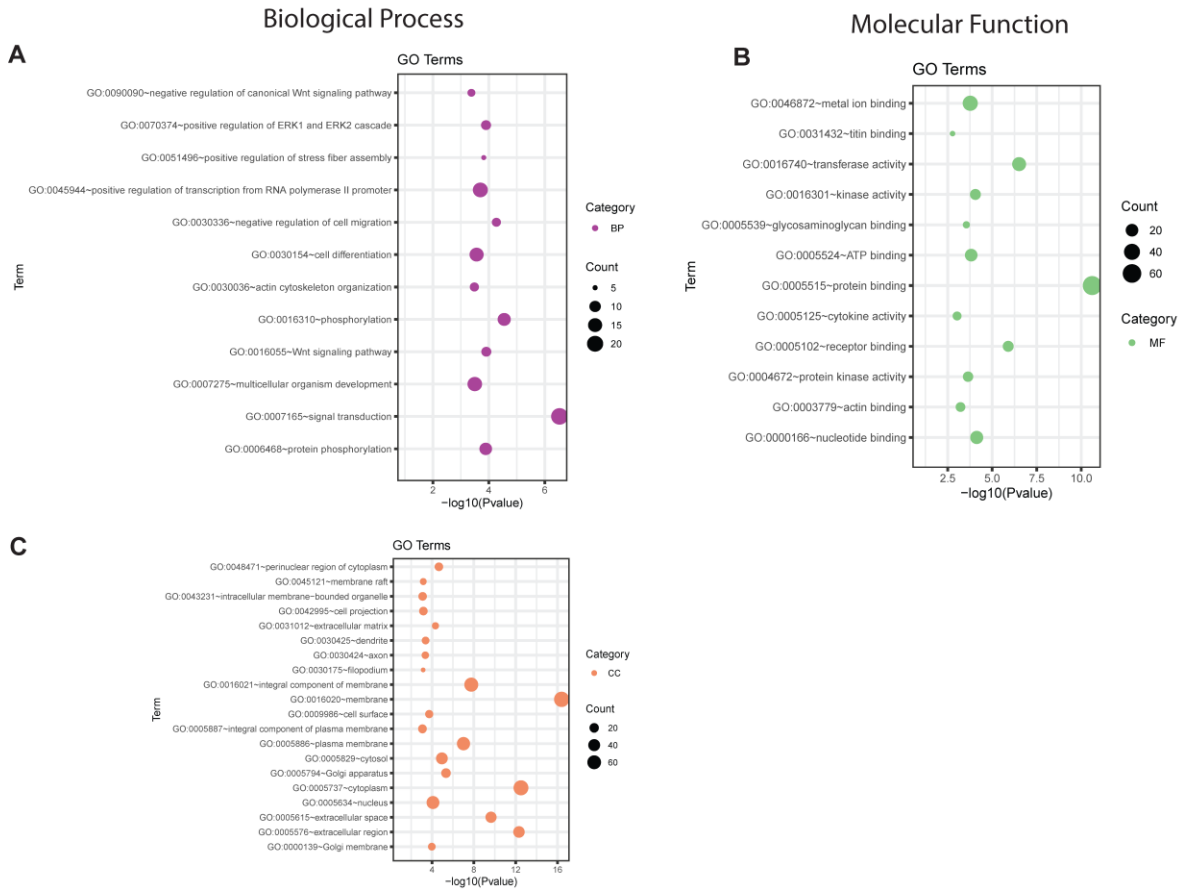 Biological Process
Molecular Function
A
GO Terms
GO:0090090~negative regulation of canonical Wnt signaling pathway
GO:0070374~positive regulation of ERK1 and ERK2 cascade
GO:0051496~positive regulation of stress fiber assembly
GO:0045944~positive regulation of transcription from RNA polymerase II promoter
GO:0030336~negative regulation of cell migration
GO:0030154~cell differentiation
GO:0030036~actin cytoskeleton organization
GO:0016310~phosphorylation
GO:0016055~Wnt signaling pathway
GO:0007275~multicellular organism development
GO:0007165~signal transduction
GO:0006468~protein phosphorylation
Term
2 4 6
−log10(Pvalue)
Category
BP
Count
5
10
15
20
B
GO Terms
GO:0046872~metal ion binding
GO:0031432~titin binding
GO:0016740~transferase activity
GO:0016301~kinase activity
GO:0005539~glycosaminoglycan binding
GO:0005524~ATP binding
GO:0005515~protein binding
GO:0005125~cytokine activity
GO:0005102~receptor binding
GO:0004672~protein kinase activity
GO:0003779~actin binding
GO:0000166~nucleotide binding
Term
2.5 5.0 7.5 10.0
−log10(Pvalue)
Count
20
40
60
Category
MF
C
GO Terms
GO:0048471~perinuclear region of cytoplasm
GO:0045121~membrane raft
GO:0043231~intracellular membrane−bounded organelle
GO:0042995~cell projection
GO:0031012~extracellular matrix
GO:0030425~dendrite
GO:0030424~axon
GO:0030175~filopodium
GO:0016021~integral component of membrane
GO:0016020~membrane
GO:0009986~cell surface
GO:0005887~integral component of plasma membrane
GO:0005886~plasma membrane
GO:0005829~cytosol
GO:0005794~Golgi apparatus
GO:0005737~cytoplasm
GO:0005634~nucleus
GO:0005615~extracellular space
GO:0005576~extracellular region
GO:0000139~Golgi membrane
Term
4 8 12 16
−log10(Pvalue)
Category
CC
Count
20
40
60